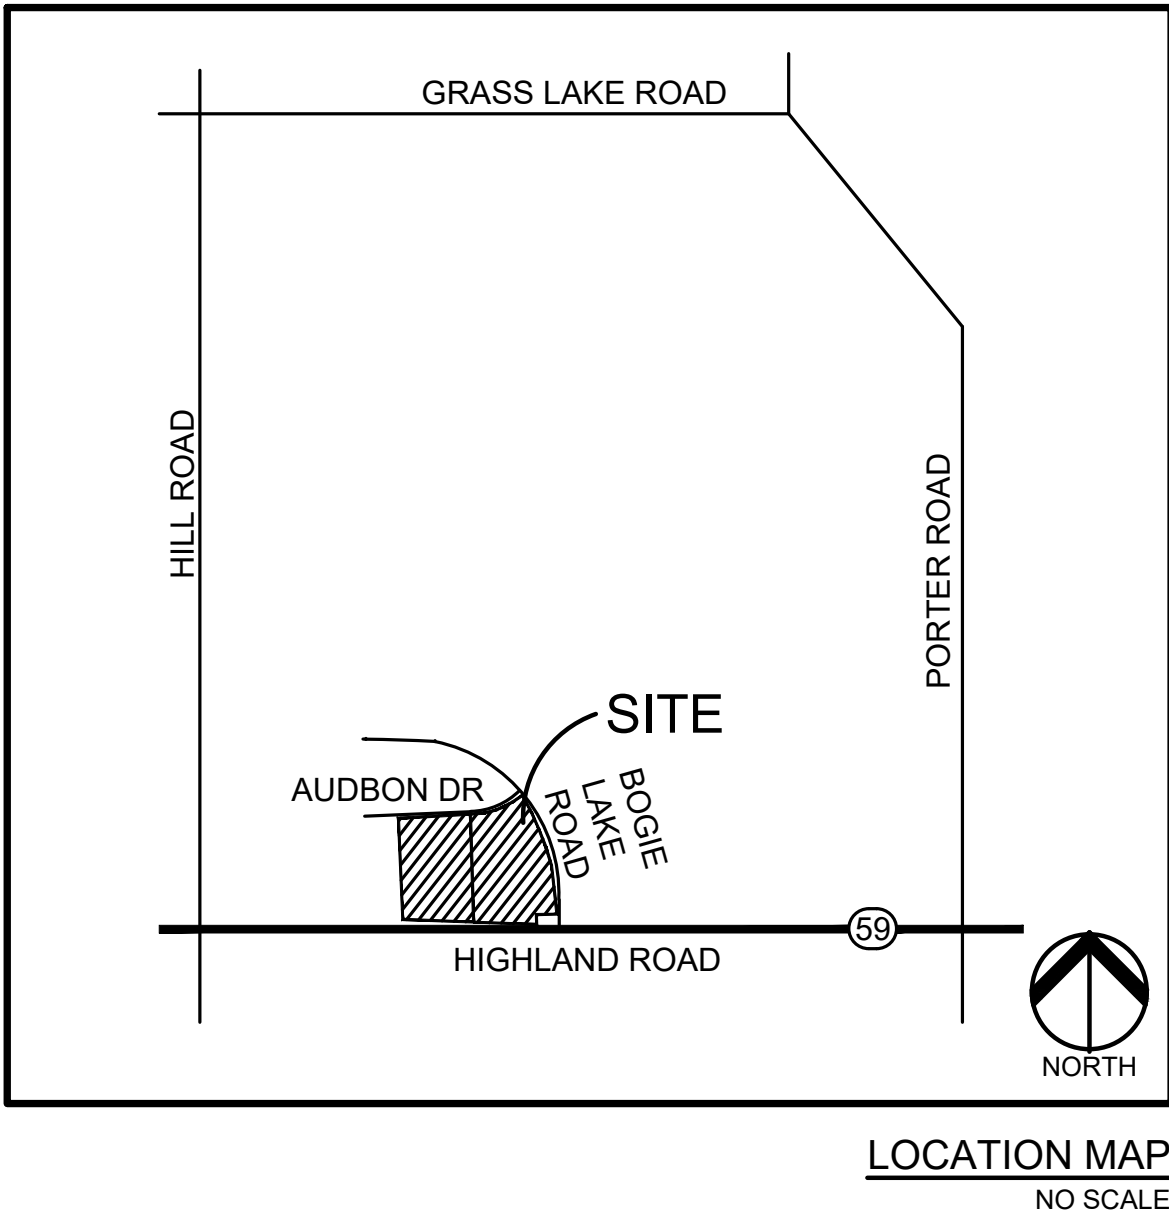 GRASS LAKE ROAD
HILL ROAD
PORTER ROAD
SITE
AUDBON DR
BOGIE
LAKE
ROAD
59
HIGHLAND ROAD
NORTH
LOCATION MAP
NO SCALE